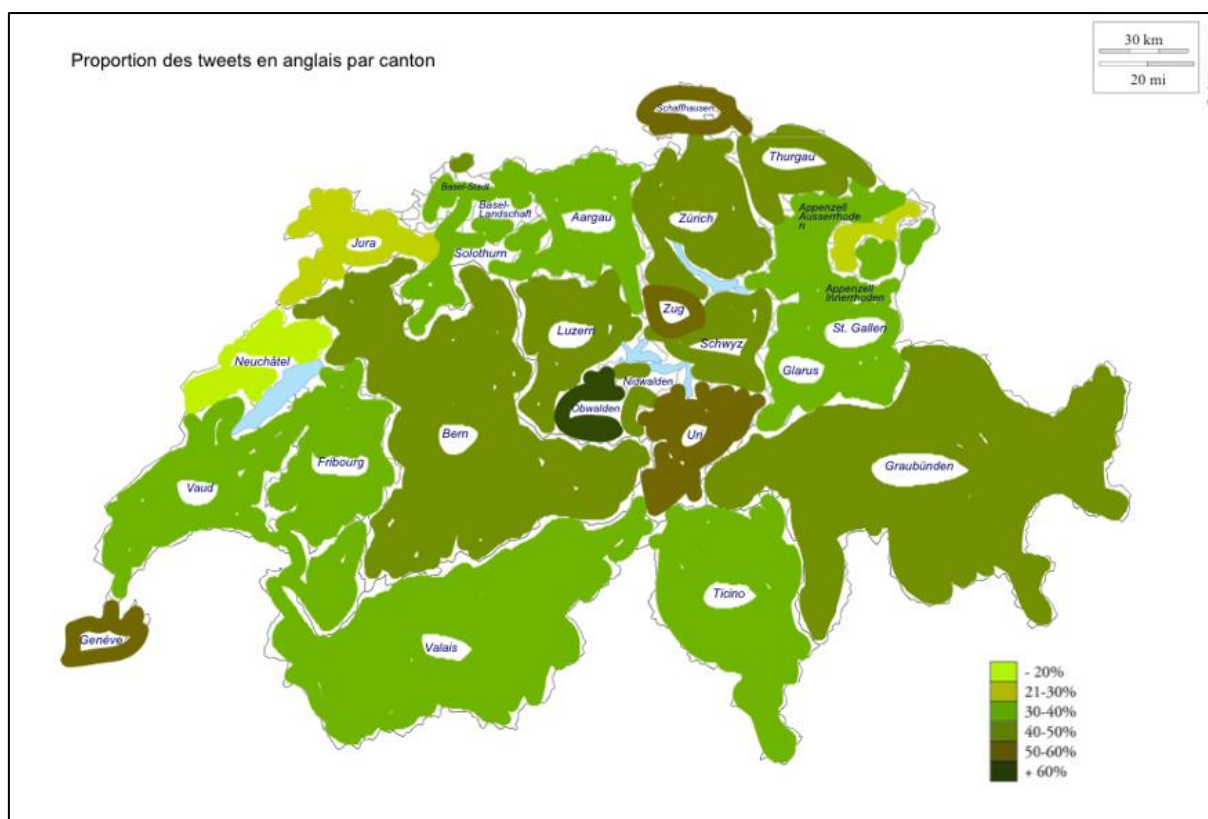 Proportion des tweets en anglais par canton
30 km
20 mi
Schaffhausen
Thurgau
Basel-Stadt
Basel-
Landschaft
Aargau
Zürich
Appenzell
Ausserrhode
n
Jura
Solothurn
Appenzell
Innerrhoden
Zug
Luzern
Schwyz
St. Gallen
Neuchâtel
Glarus
Nidwalden
Obwalden
Bern
Uri
Fribourg
Graubünden
Vaud
Ticino
Genève
Valais
- 20%
21-30%
30-40%
40-50%
50-60%
+ 60%